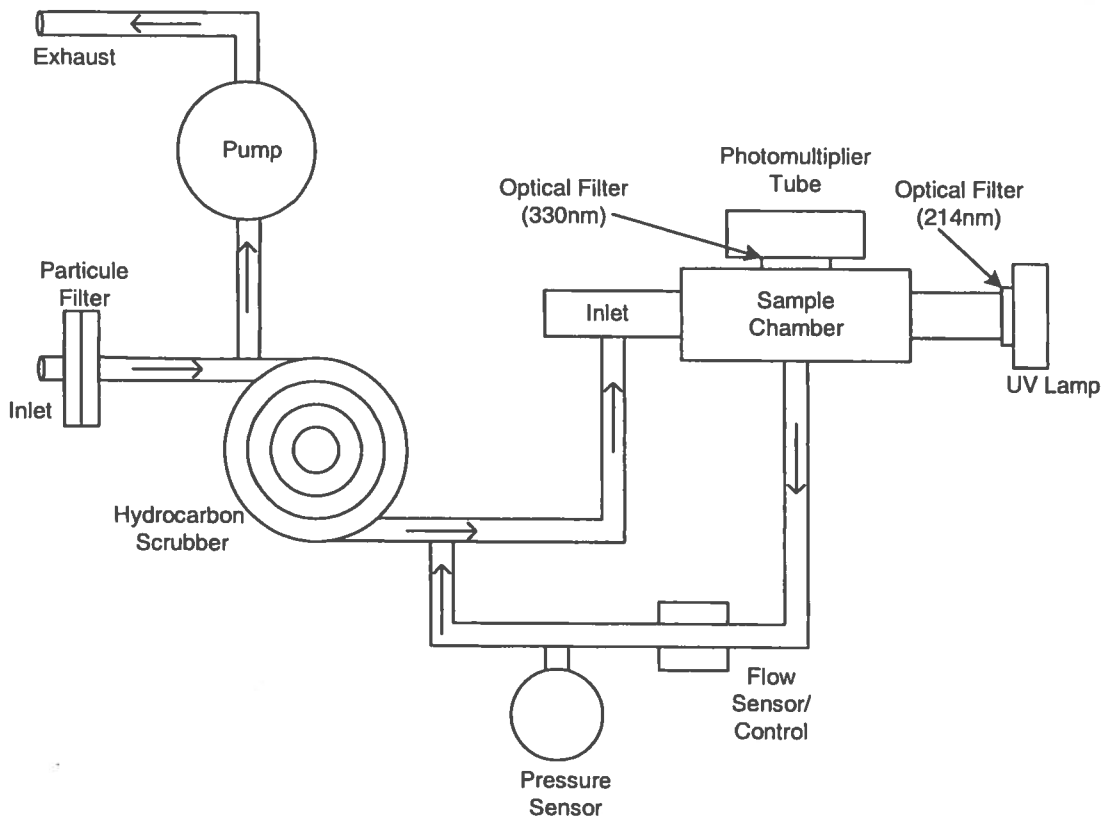 Exhaust
Pump
Photomultiplier
Tube
Optical Filter
(330nm)
Optical Filter
(214nm)
Particule
Filter
Inlet
Sample
Chamber
Inlet
UV Lamp
Hydrocarbon
Scrubber
Flow
Sensor/
Control
Pressure
Sensor